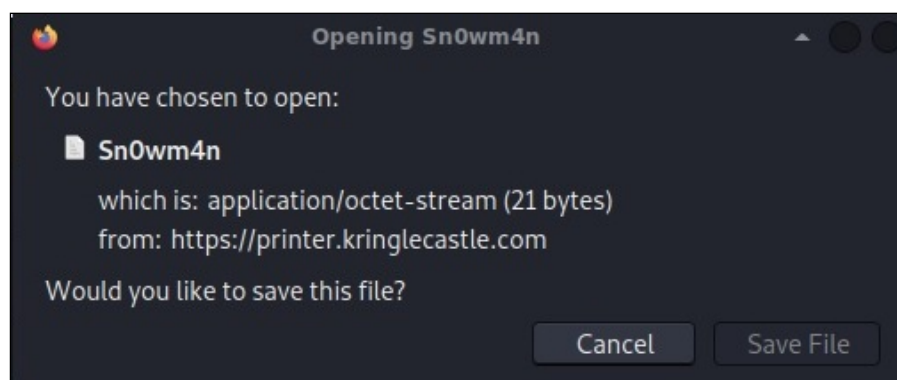 Opening Sn0wm4n
You have chosen to open:
Sn0wm4n
which is: application/octet-stream (21 bytes)
from: https://printer.kringlecastle.com
Would you like to save this file?
Cancel
Save File